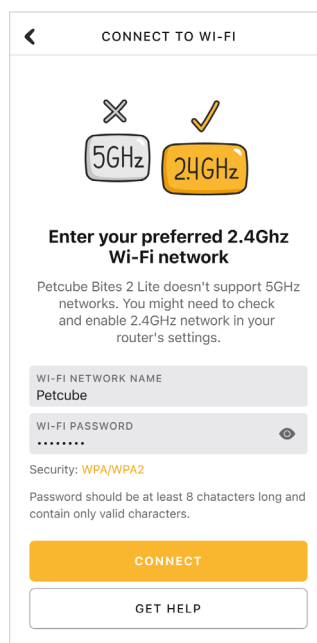 CONNECT TO WI-FI
5GHz
2.4GHz
Enter your preferred 2.4Ghz
Wi-Fi network
Petcube Bites 2 Lite doesn't support 5GHz
networks. You might need to check
and enable 2.4GHz network in your
router's settings.
WI-FI NETWORK NAME
Petcube
WI-FI PASSWORD
••••••••
Security: WPA/WPA2
Password should be at least 8 chatacters long and
contain only valid characters.
CONNECT
GET HELP